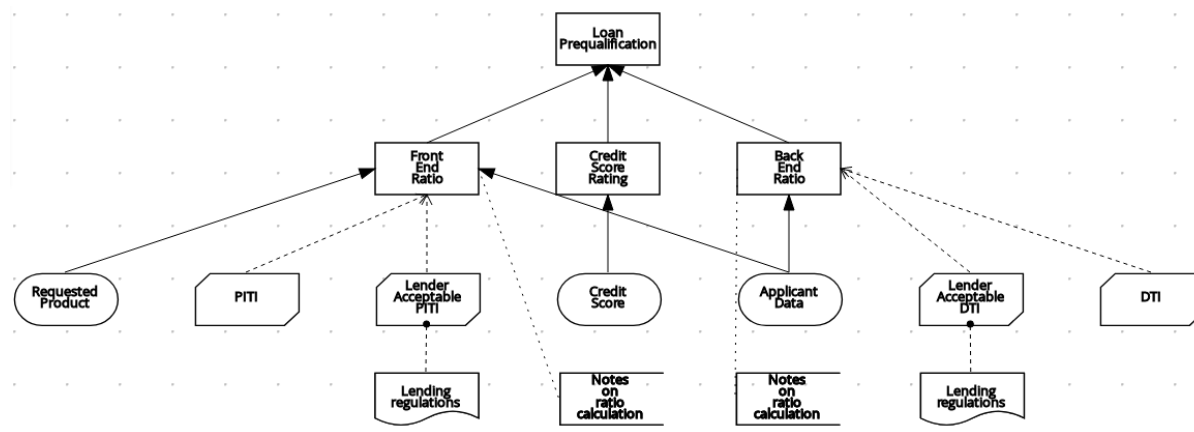 Loan
Prequalification
Front
End
Ratio
Credit
Score
Rating
Back
End
Ratio
Requested
Product
PITI
Lender
Acceptable
PITI
Credit
Score
Applicant
Data
Lender
Acceptable
DTI
DTI
Lending
regulations
Notes
on
ratio
calculation
Notes
on
ratio
calculation
Lending
regulations